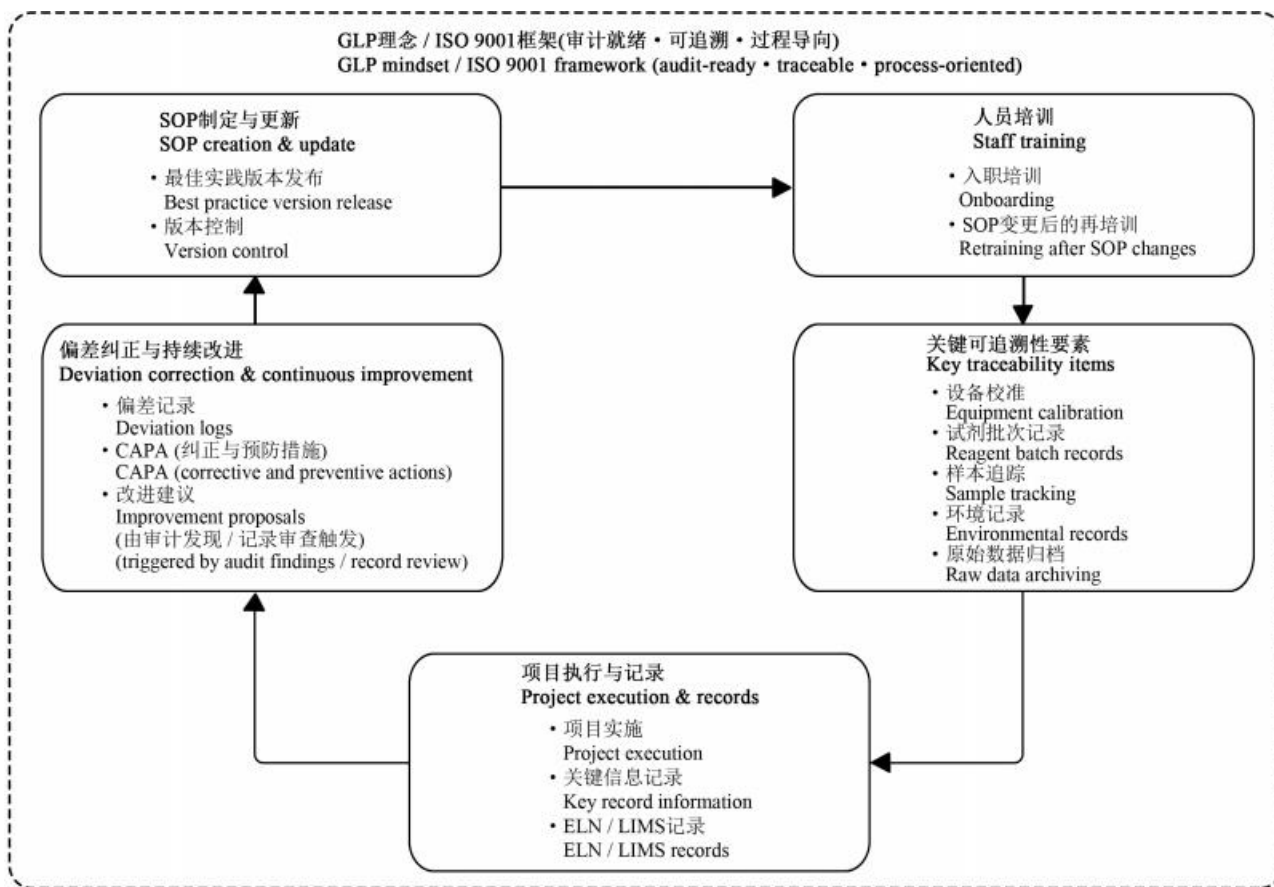 GLP理念 / ISO 9001框架(审计就绪・可追溯・过程导向)
GLP mindset / ISO 9001 framework (audit-ready・traceable・process-oriented)
SOP制定与更新
SOP creation & update
・最佳实践版本发布
Best practice version release
・版本控制
Version control
人员培训
Staff training
・入职培训
Onboarding
・SOP变更后的再培训
Retraining after SOP changes
关键可追溯性要素
Key traceability items
・设备校准
Equipment calibration
・试剂批次记录
Reagent batch records
・样本追踪
Sample tracking
・环境记录
Environmental records
・原始数据归档
Raw data archiving
项目执行与记录
Project execution & records
・项目实施
Project execution
・关键信息记录
Key record information
・ELN / LIMS记录
ELN / LIMS records
偏差纠正与持续改进
Deviation correction & continuous improvement
・偏差记录
Deviation logs
・CAPA (纠正与预防措施)
CAPA (corrective and preventive actions)
・改进建议
Improvement proposals
(由审计发现 / 记录审查触发)
(triggered by audit findings / record review)